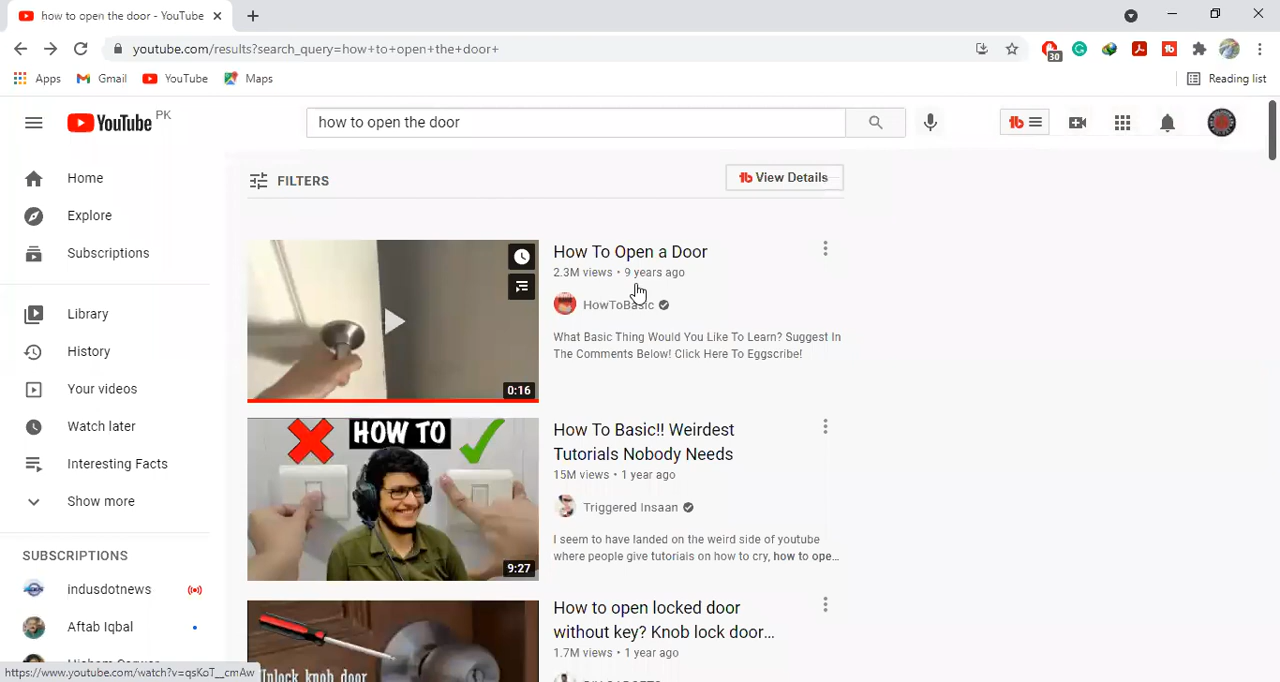 how to open the door - YouTube
youtube.com/results?search_query=how+to+open+the+door+
30
Apps
Gmail
YouTube
Maps
Reading list
YouTube PK
how to open the door
Home
Explore
Subscriptions
Library
History
Your videos
Watch later
Interesting Facts
Show more
SUBSCRIPTIONS
indusdotnews
Aftab Iqbal
FILTERS
tb View Details
How To Open a Door
2.3M views • 9 years ago
HowToBasic
What Basic Thing Would You Like To Learn? Suggest In
The Comments Below! Click Here To Eggscribe!
0:16
HOW TO
9:27
How To Basic!! Weirdest
Tutorials Nobody Needs
15M views • 1 year ago
Triggered Insaan
I seem to have landed on the weird side of youtube
where people give tutorials on how to cry, how to ope...
Unlock knob door
How to open locked door
without key? Knob lock door...
1.7M views • 1 year ago
https://www.youtube.com/watch?v=qsKoT__cmAw